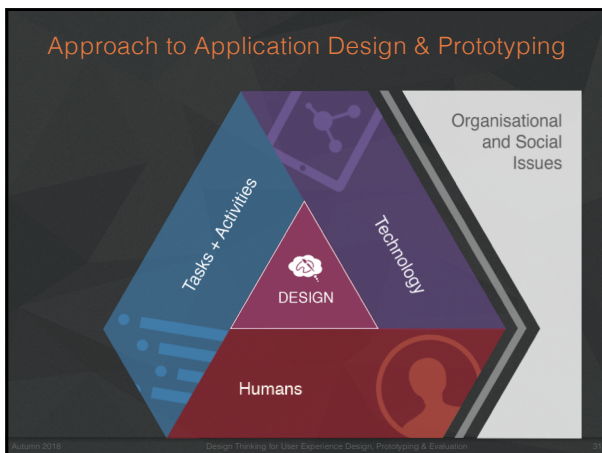 Approach to Application Design & Prototyping
Organisational
and Social
Issues
Tasks + Activities
Technology
DESIGN
Humans
Autumn 2016
Design Thinking for User Experience Design, Prototyping & Evaluation
31